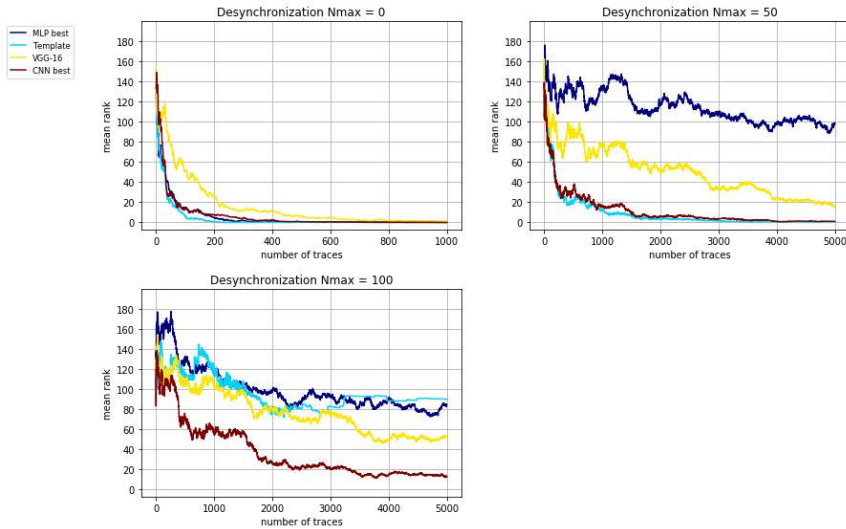 MLP best
Template
VGG-16
CNN best
Desynchronization Nmax = 0
mean rank
180
160
140
120
100
80
60
40
20
0
0 200 400 600 800 1000
number of traces
Desynchronization Nmax = 50
mean rank
180
160
140
120
100
80
60
40
20
0
0 1000 2000 3000 4000 5000
number of traces
Desynchronization Nmax = 100
mean rank
180
160
140
120
100
80
60
40
20
0
0 1000 2000 3000 4000 5000
number of traces